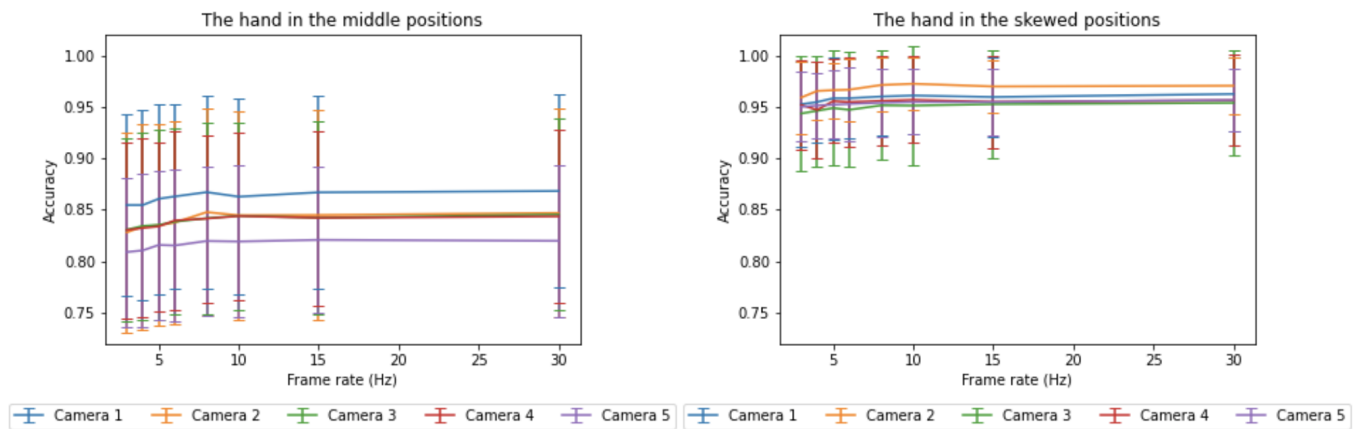 The hand in the middle positions
1.00
0.95
0.90
0.85
0.80
0.75
Accuracy
5 10 15 20 25 30
Frame rate (Hz)
Camera 1 Camera 2 Camera 3 Camera 4 Camera 5
The hand in the skewed positions
1.00
0.95
0.90
0.85
0.80
0.75
Accuracy
5 10 15 20 25 30
Frame rate (Hz)
Camera 1 Camera 2 Camera 3 Camera 4 Camera 5